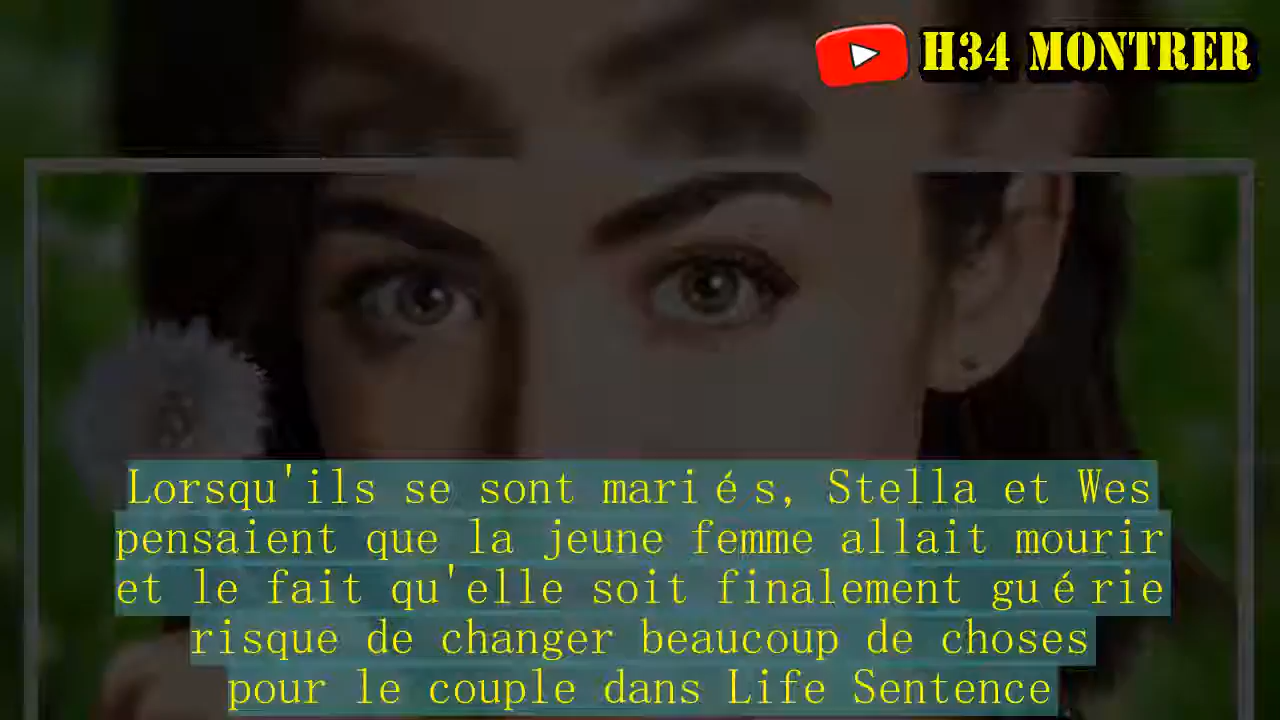 H34 MONTRER
Lorsqu'ils se sont mariés, Stella et Wes
pensaient que la jeune femme allait mourir
et le fait qu'elle soit finalement guérie
risque de changer beaucoup de choses
pour le couple dans Life Sentence